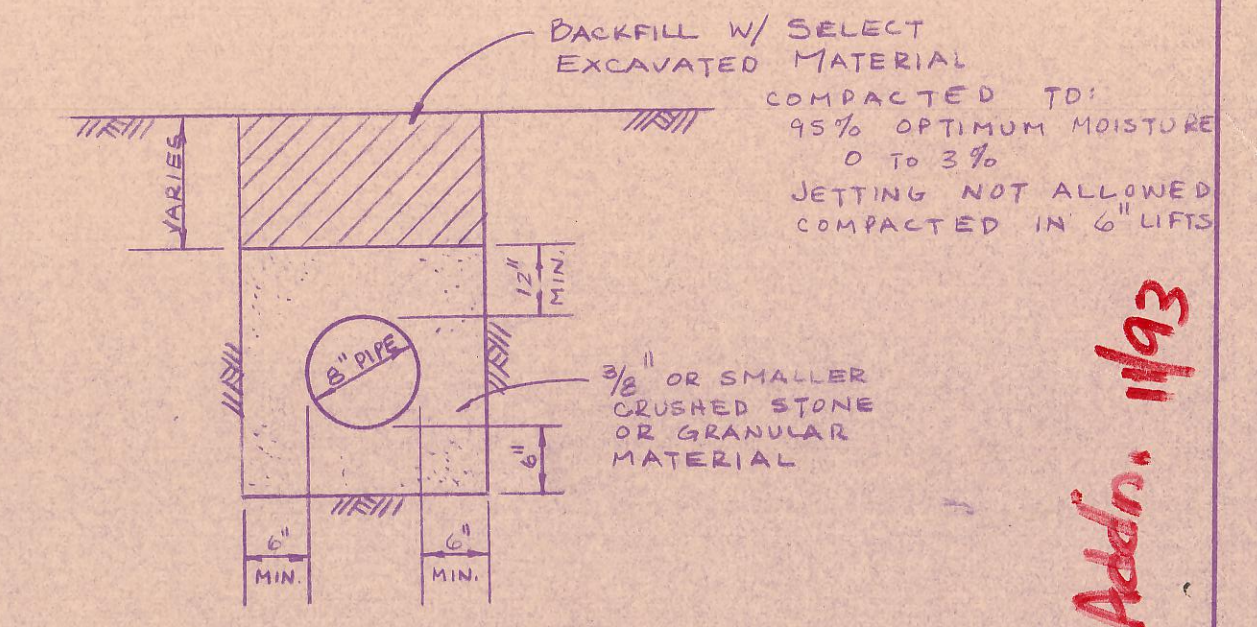 BACKFILL W/ SELECT
EXCAVATED MATERIAL
COMPACTED TO:
95% OPTIMUM MOISTURE
0 TO 3%
JETTING NOT ALLOWED
COMPACTED IN 6" LIFTS
VARIES
12"
MIN.
8" PIPE
3/8" OR SMALLER
CRUSHED STONE
OR GRANULAR
MATERIAL
6"
6"
MIN.
6"
MIN.
Addn. 11/93